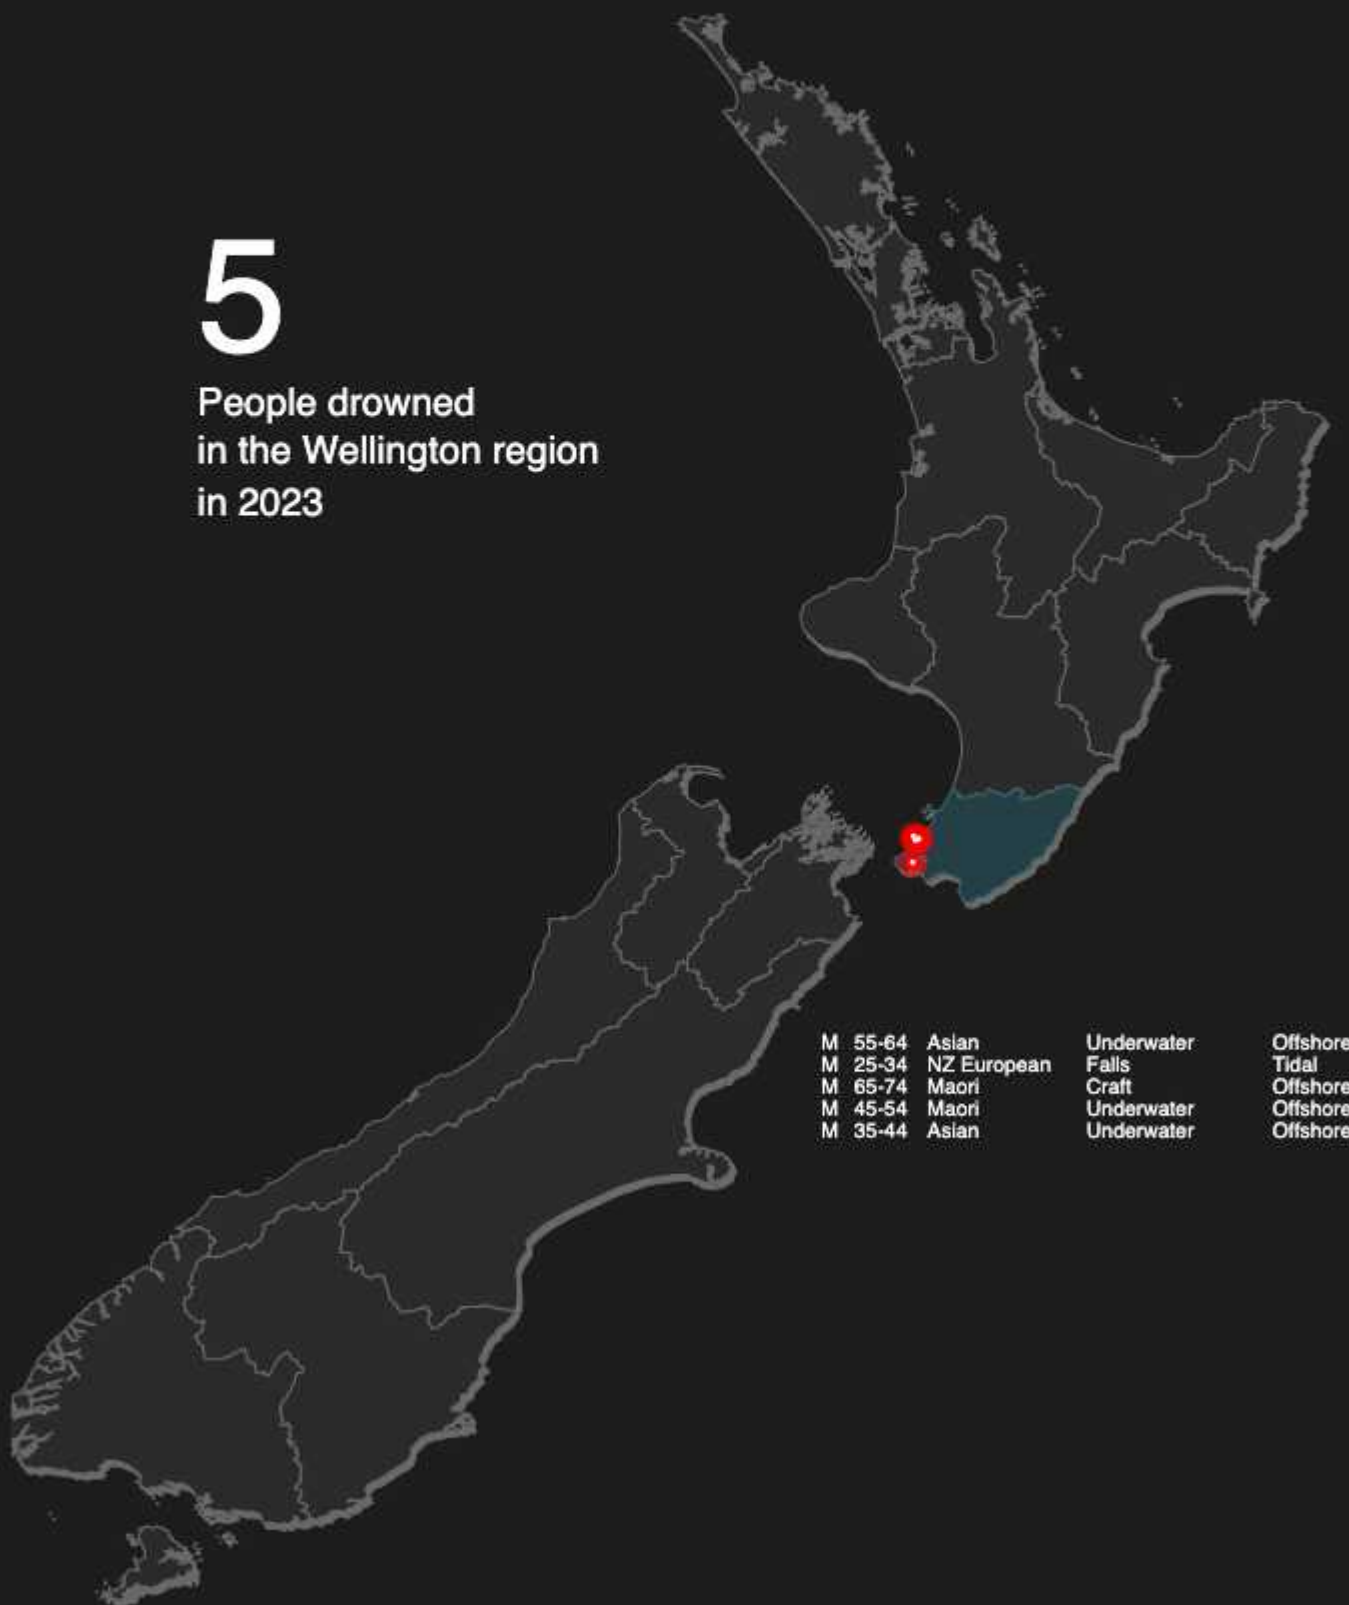 5
People drowned
in the Wellington region
in 2023
M 55-64 Asian Underwater Offshore
M 25-34 NZ European Falls Tidal
M 65-74 Maori Craft Offshore
M 45-54 Maori Underwater Offshore
M 35-44 Asian Underwater Offshore